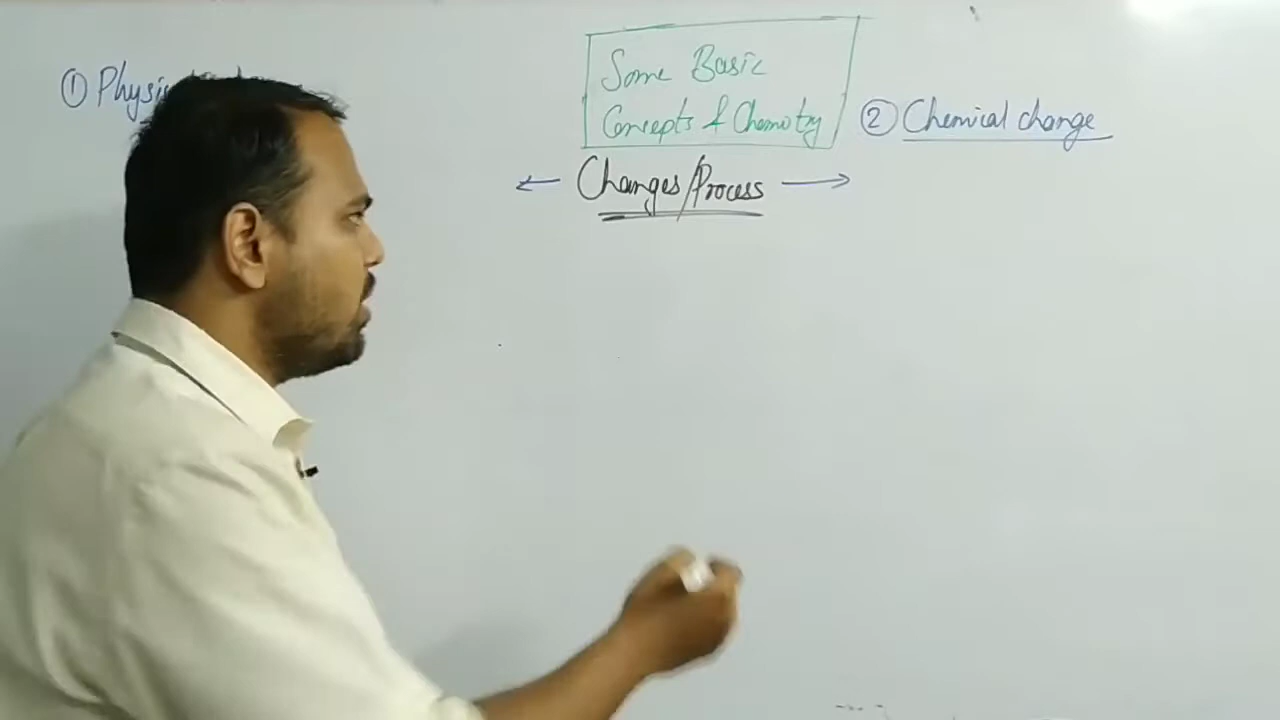 Some Basic
Concepts of Chemistry
① Physi
② Chemical change
← Changes/Process →